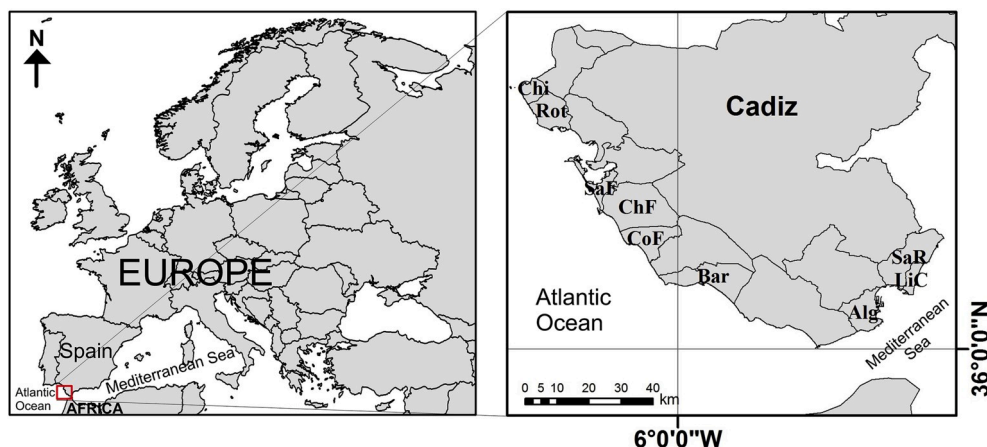 N
EUROPE
Spain
Mediterranean Sea
Atlantic
Ocean
AFRICA
Cadiz
Chi
Rot
SaF
ChF
CoF
Bar
SaR
LiC
Alg
Atlantic
Ocean
Mediterranean
Sea
0 5 10 20 30 40
km
36°0'0"N
6°0'0"W